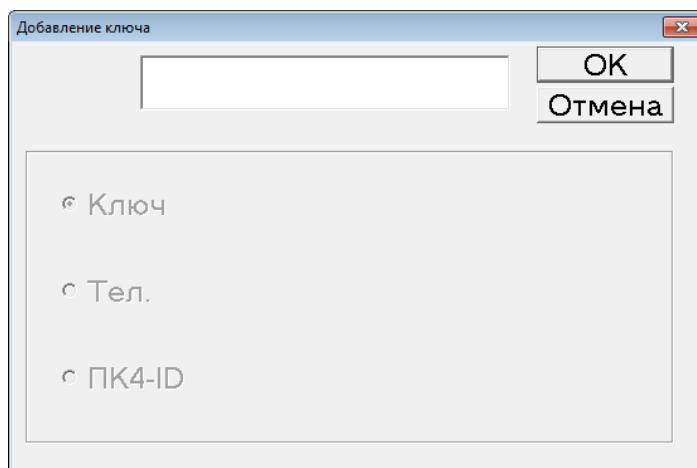 Добавление ключа
OK
Отмена
Ключ
Тел.
ПК4-ID